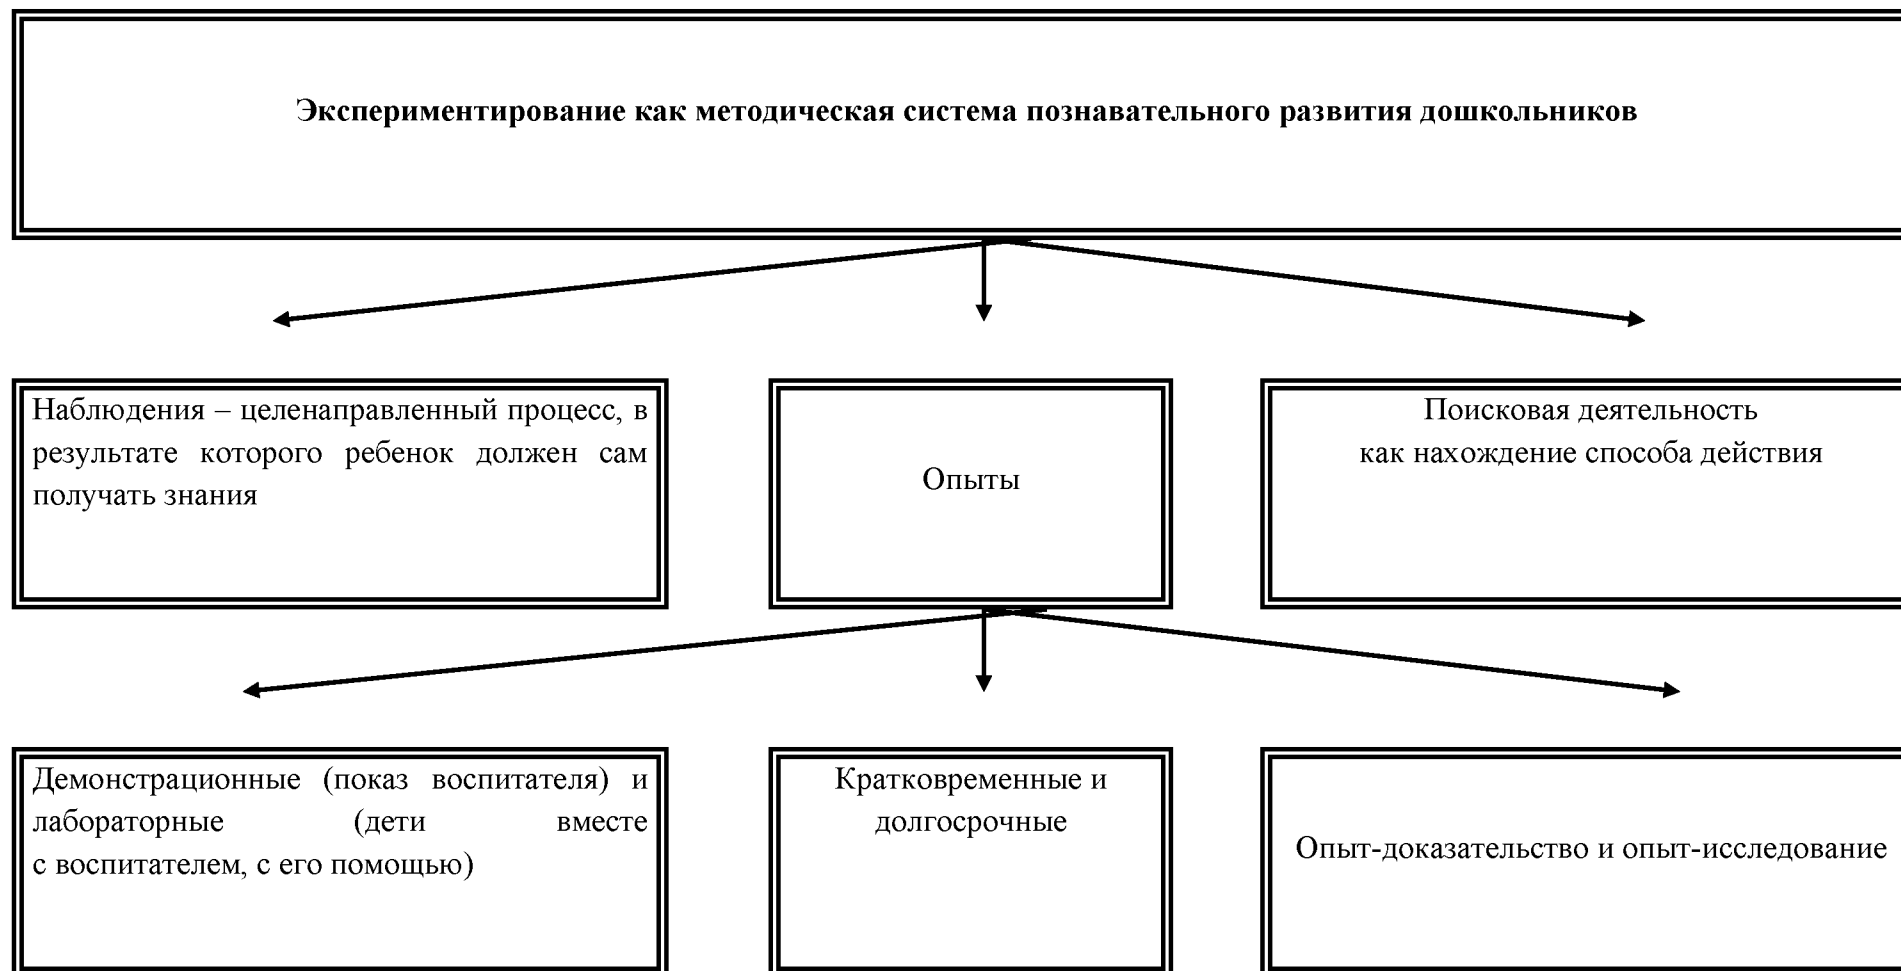 Экспериментирование как методическая система познавательного развития дошкольников
Наблюдения – целенаправленный процесс, в
результате которого ребенок должен сам
получать знания
Опыты
Поисковая деятельность
как нахождение способа действия
Демонстрационные (показ воспитателя) и
лабораторные (дети вместе
с воспитателем, с его помощью)
Кратковременные и
долгосрочные
Опыт-доказательство и опыт-исследование